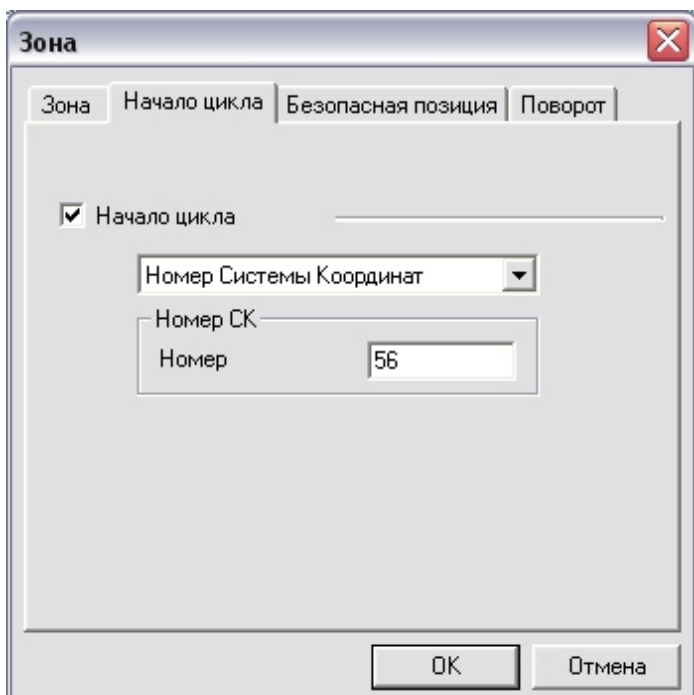 Зона
Зона Начало цикла Безопасная позиция Поворот
Начало цикла
Номер Системы Координат
Номер СК
Номер 56
OK Отмена